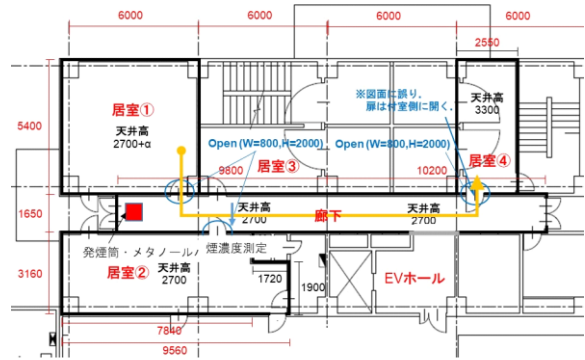 6000
6000
6000
6000
2550
5400
居室①
天井高
2700+α
※図面に誤り,
扉は付室側に開く.
天井高
3300
Open (W=800,H=2000)
Open (W=800,H=2000)
居室③
居室④
9800
10200
1650
天井高
2700
廊下
天井高
2700
発煙筒・メタノール
煙濃度測定
3160
居室②
天井高
2700
1720
1900
EVホール
7840
9560